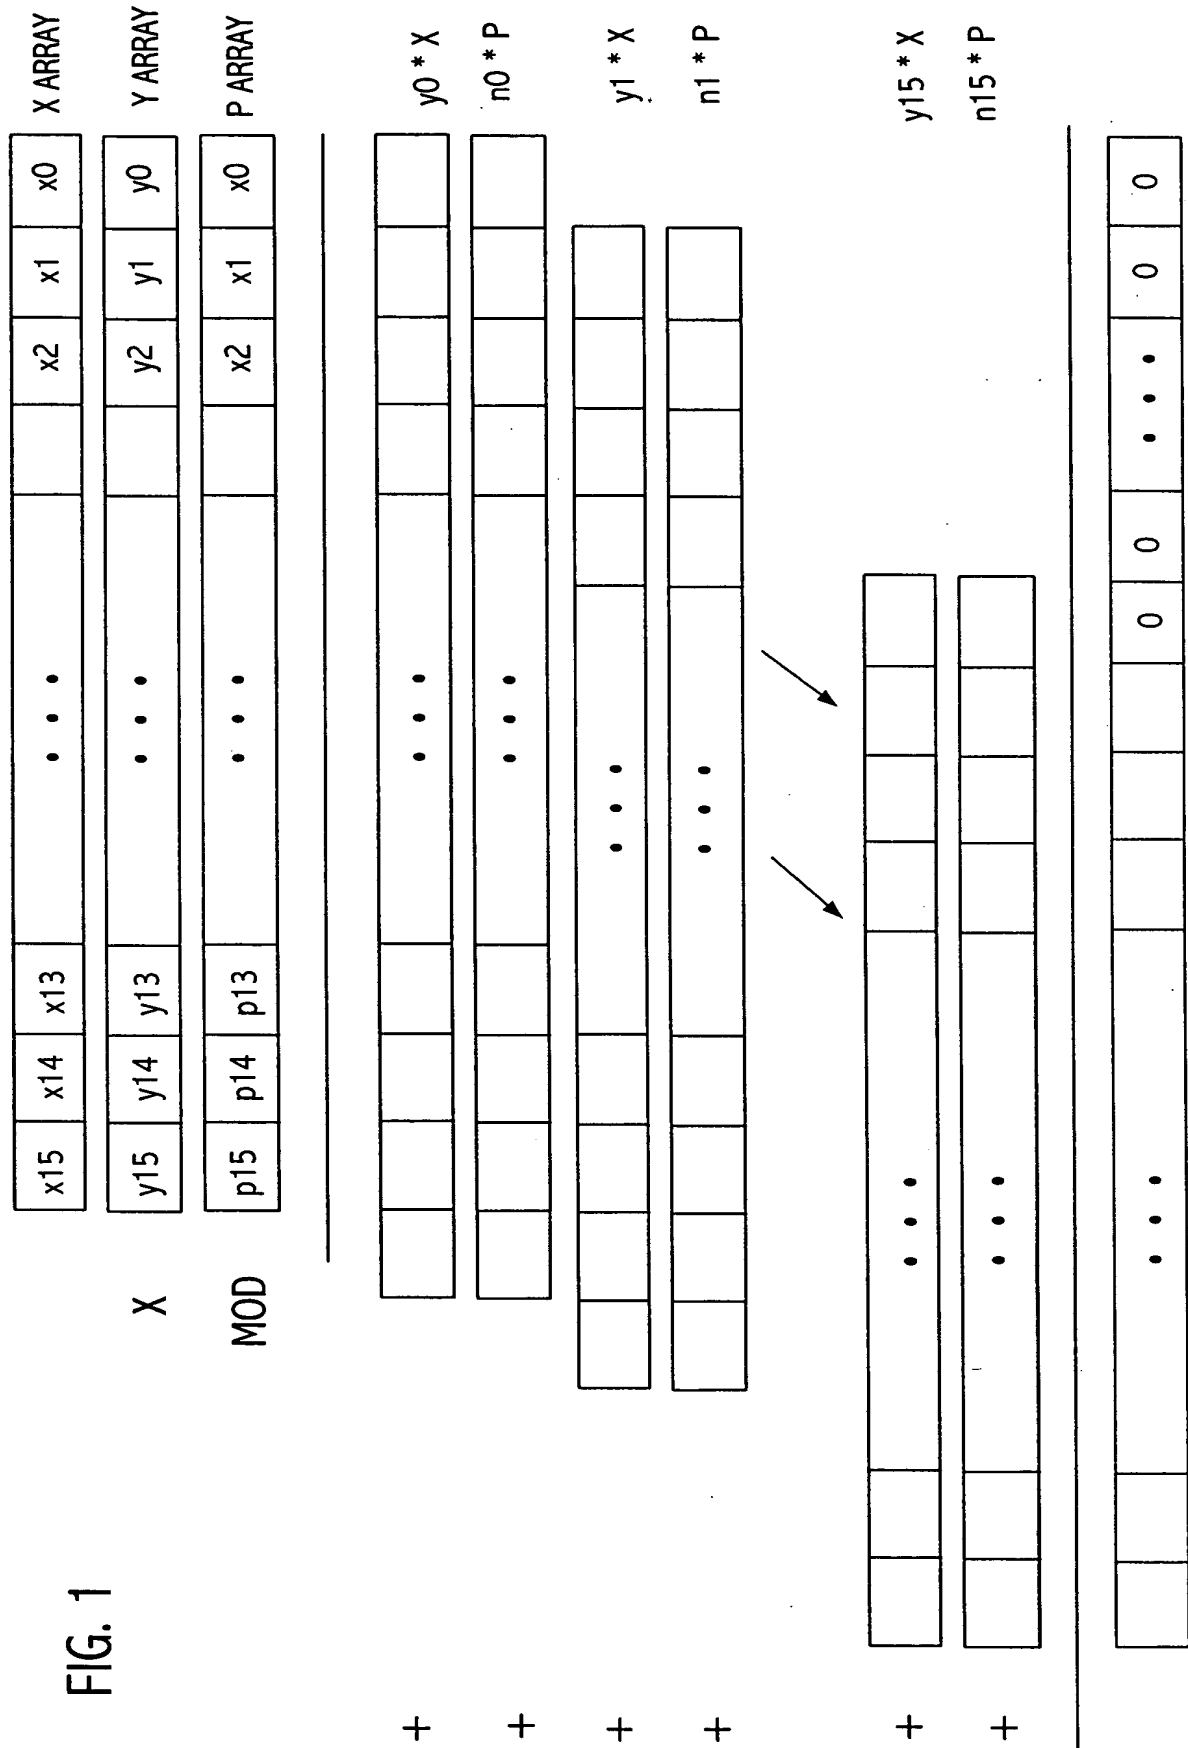 FIG. 1
x15 x14 x13 • • • x2 x1 x0 X ARRAY
X y15 y14 y13 • • • y2 y1 y0 Y ARRAY
MOD p15 p14 p13 • • • x2 x1 x0 P ARRAY
+ • • • y0 * X
+ • • • n0 * P
+ • • • y1 * X
+ • • • n1 * P
+ • • • y15 * X
+ • • • n15 * P
• • • 0 0 • • • 0 0